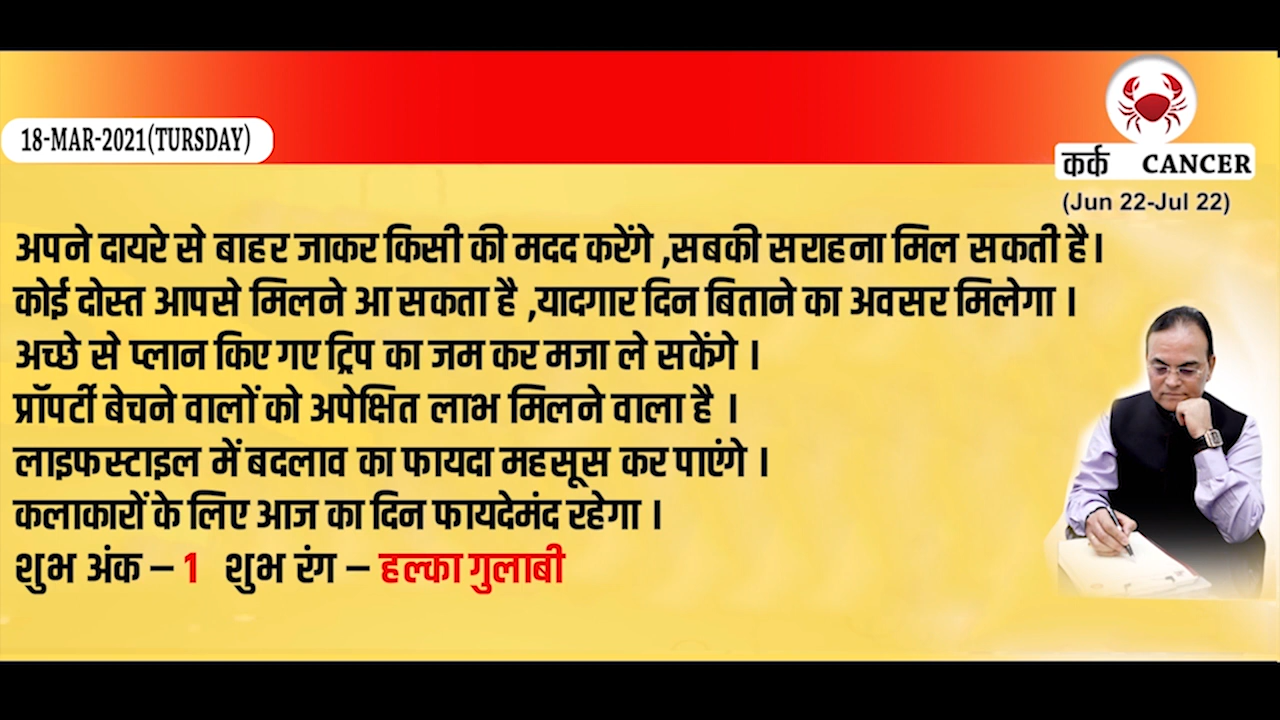 18-MAR-2021(TURSDAY)
कर्क CANCER
(Jun 22-Jul 22)
अपने दायरे से बाहर जाकर किसी की मदद करेंगे ,सबकी सराहना मिल सकती है।
कोई दोस्त आपसे मिलने आ सकता है ,यादगार दिन बिताने का अवसर मिलेगा ।
अच्छे से प्लान किए गए ट्रिप का जम कर मजा ले सकेंगे ।
प्रॉपर्टी बेचने वालों को अपेक्षित लाभ मिलने वाला है ।
लाइफस्टाइल में बदलाव का फायदा महसूस कर पाएंगे ।
कलाकारों के लिए आज का दिन फायदेमंद रहेगा ।
शुभ अंक – 1 शुभ रंग – हल्का गुलाबी